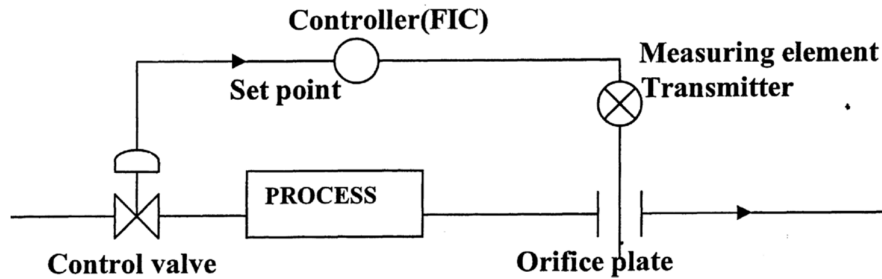 Controller(FIC)
Measuring element
Transmitter
Set point
PROCESS
Control valve
Orifice plate